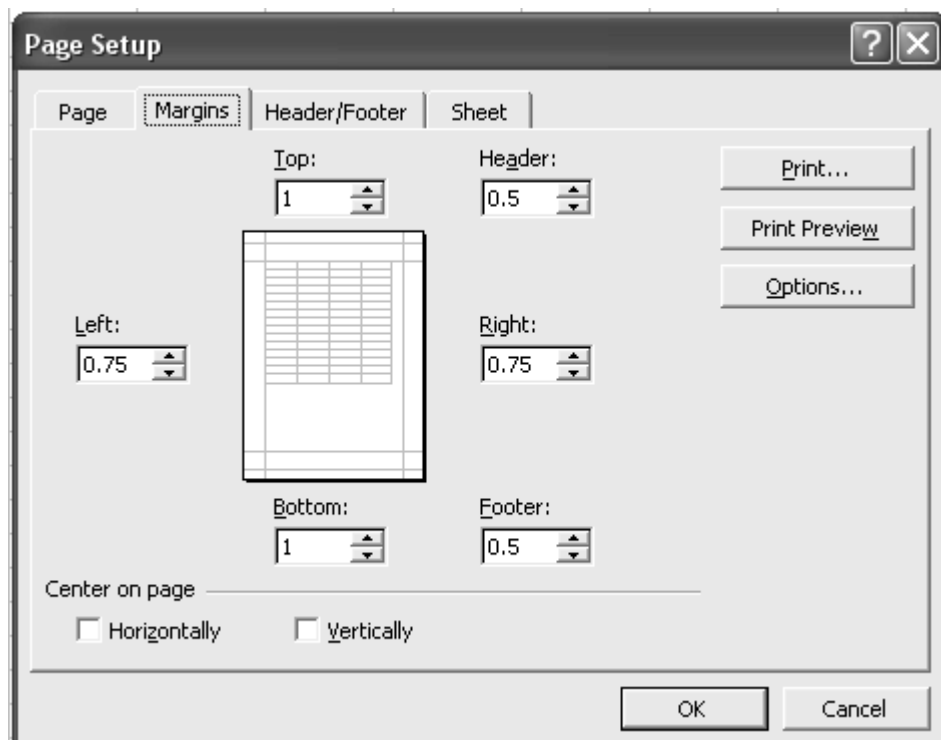 Page Setup
Page Margins Header/Footer Sheet
Top: Header:
1 0.5
Print...
Print Preview
Options...
Left: Right:
0.75 0.75
Bottom: Footer:
1 0.5
Center on page
Horizontally Vertically
OK Cancel